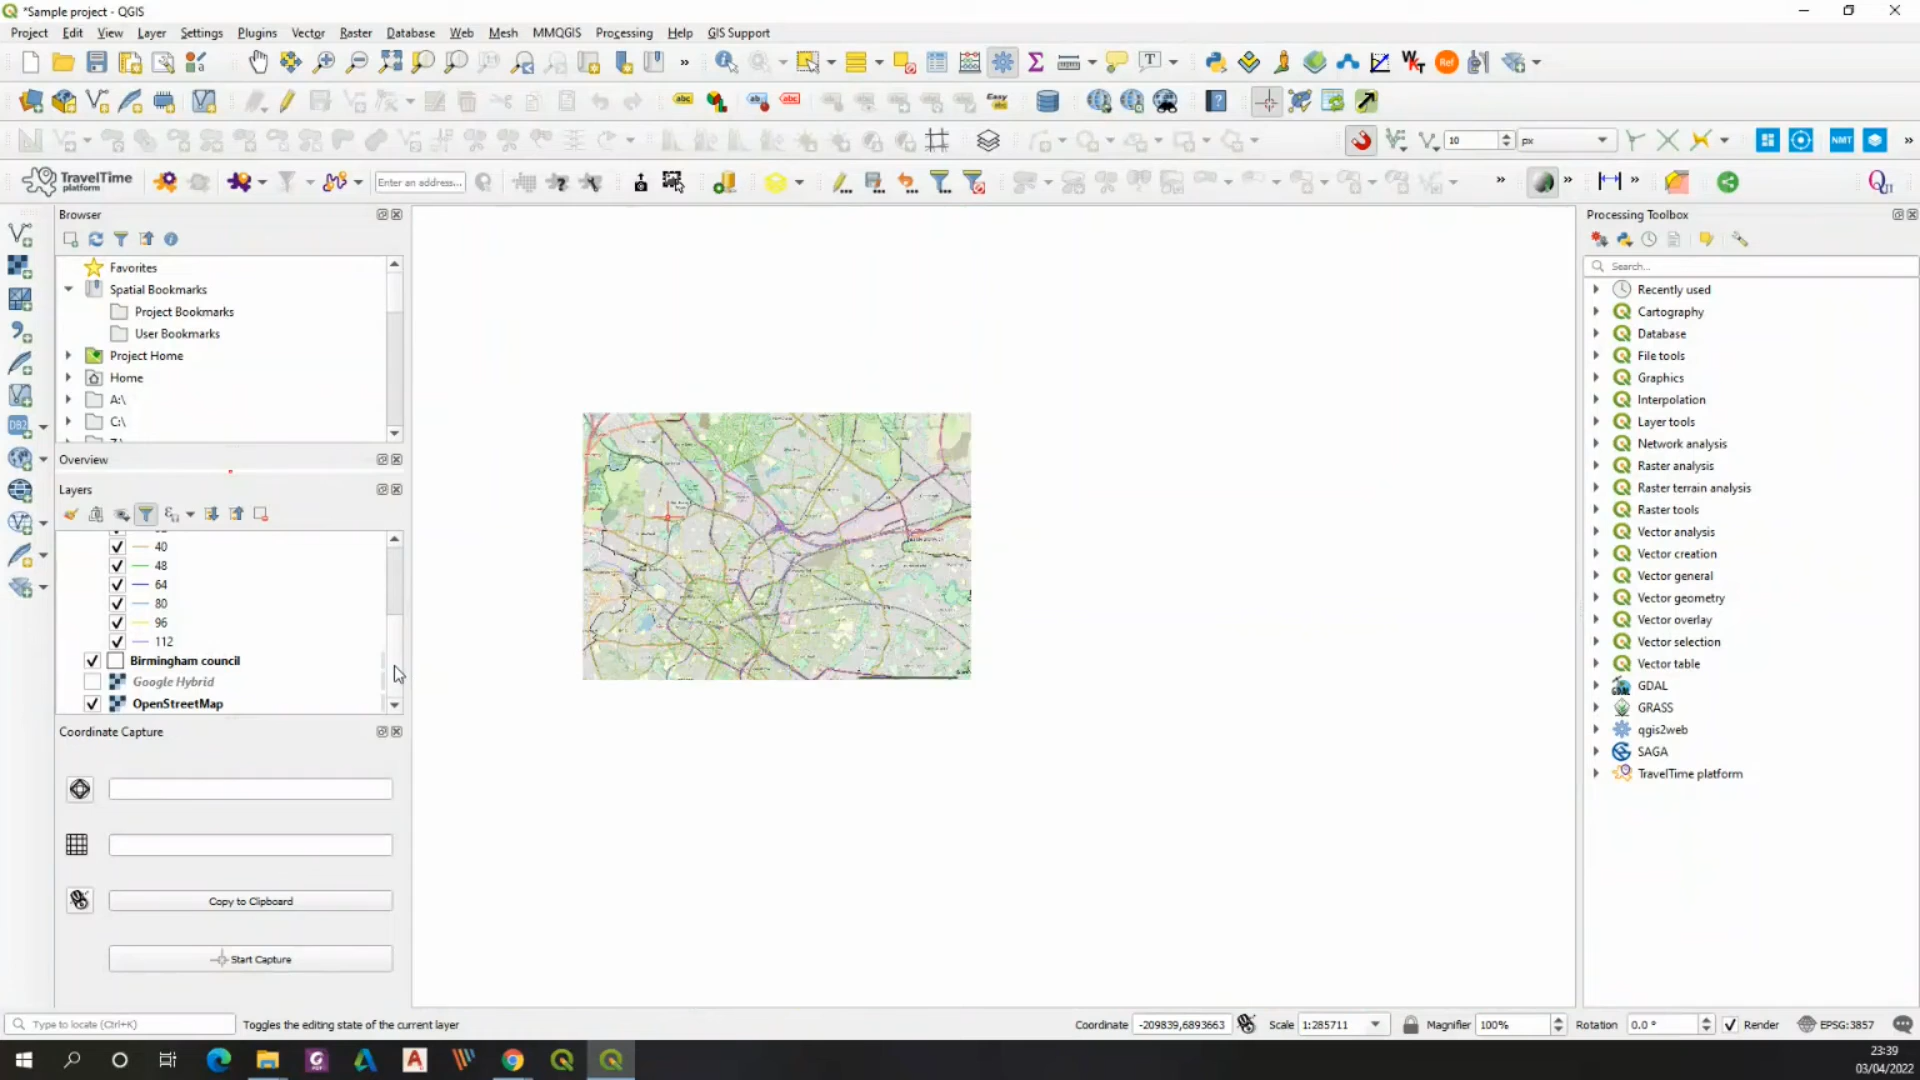 *Sample project - QGIS
Project Edit View Layer Settings Plugins Vector Raster Database Web Mesh MMQGIS Processing Help GIS Support
10 px NMT
TravelTime platform Enter an address...
Browser
Favorites
Spatial Bookmarks
Project Bookmarks
User Bookmarks
Project Home
Home
A:\
C:\
Overview
Layers
40
48
64
80
96
112
Birmingham council
Google Hybrid
OpenStreetMap
Coordinate Capture
Copy to Clipboard
Start Capture
Processing Toolbox
Search...
Recently used
Cartography
Database
File tools
Graphics
Interpolation
Layer tools
Network analysis
Raster analysis
Raster terrain analysis
Raster tools
Vector analysis
Vector creation
Vector general
Vector geometry
Vector overlay
Vector selection
Vector table
GDAL
GRASS
qgis2web
SAGA
TravelTime platform
Type to locate (Ctrl+K) Toggles the editing state of the current layer Coordinate -209839,6893663 Scale 1:285711 Magnifier 100% Rotation 0.0 ° Render EPSG:3857
23:39
03/04/2022